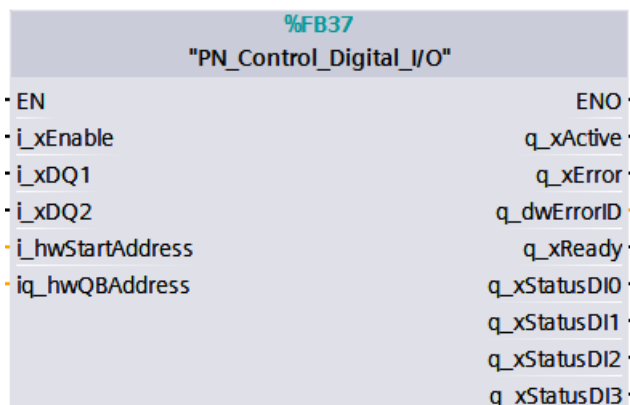 %FB37
"PN_Control_Digital_I/O"
EN ENO
i_xEnable q_xActive
i_xDQ1 q_xError
i_xDQ2 q_dwErrorID
i_hwStartAddress q_xReady
iq_hwQBAddress q_xStatusDI0
q_xStatusDI1
q_xStatusDI2
q_xStatusDI3